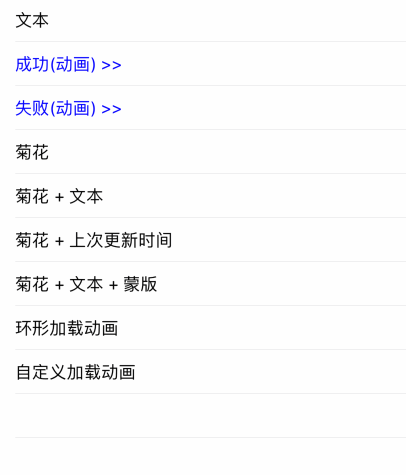 文本
成功(动画) >>
失败(动画) >>
菊花
菊花 + 文本
菊花 + 上次更新时间
菊花 + 文本 + 蒙版
环形加载动画
自定义加载动画